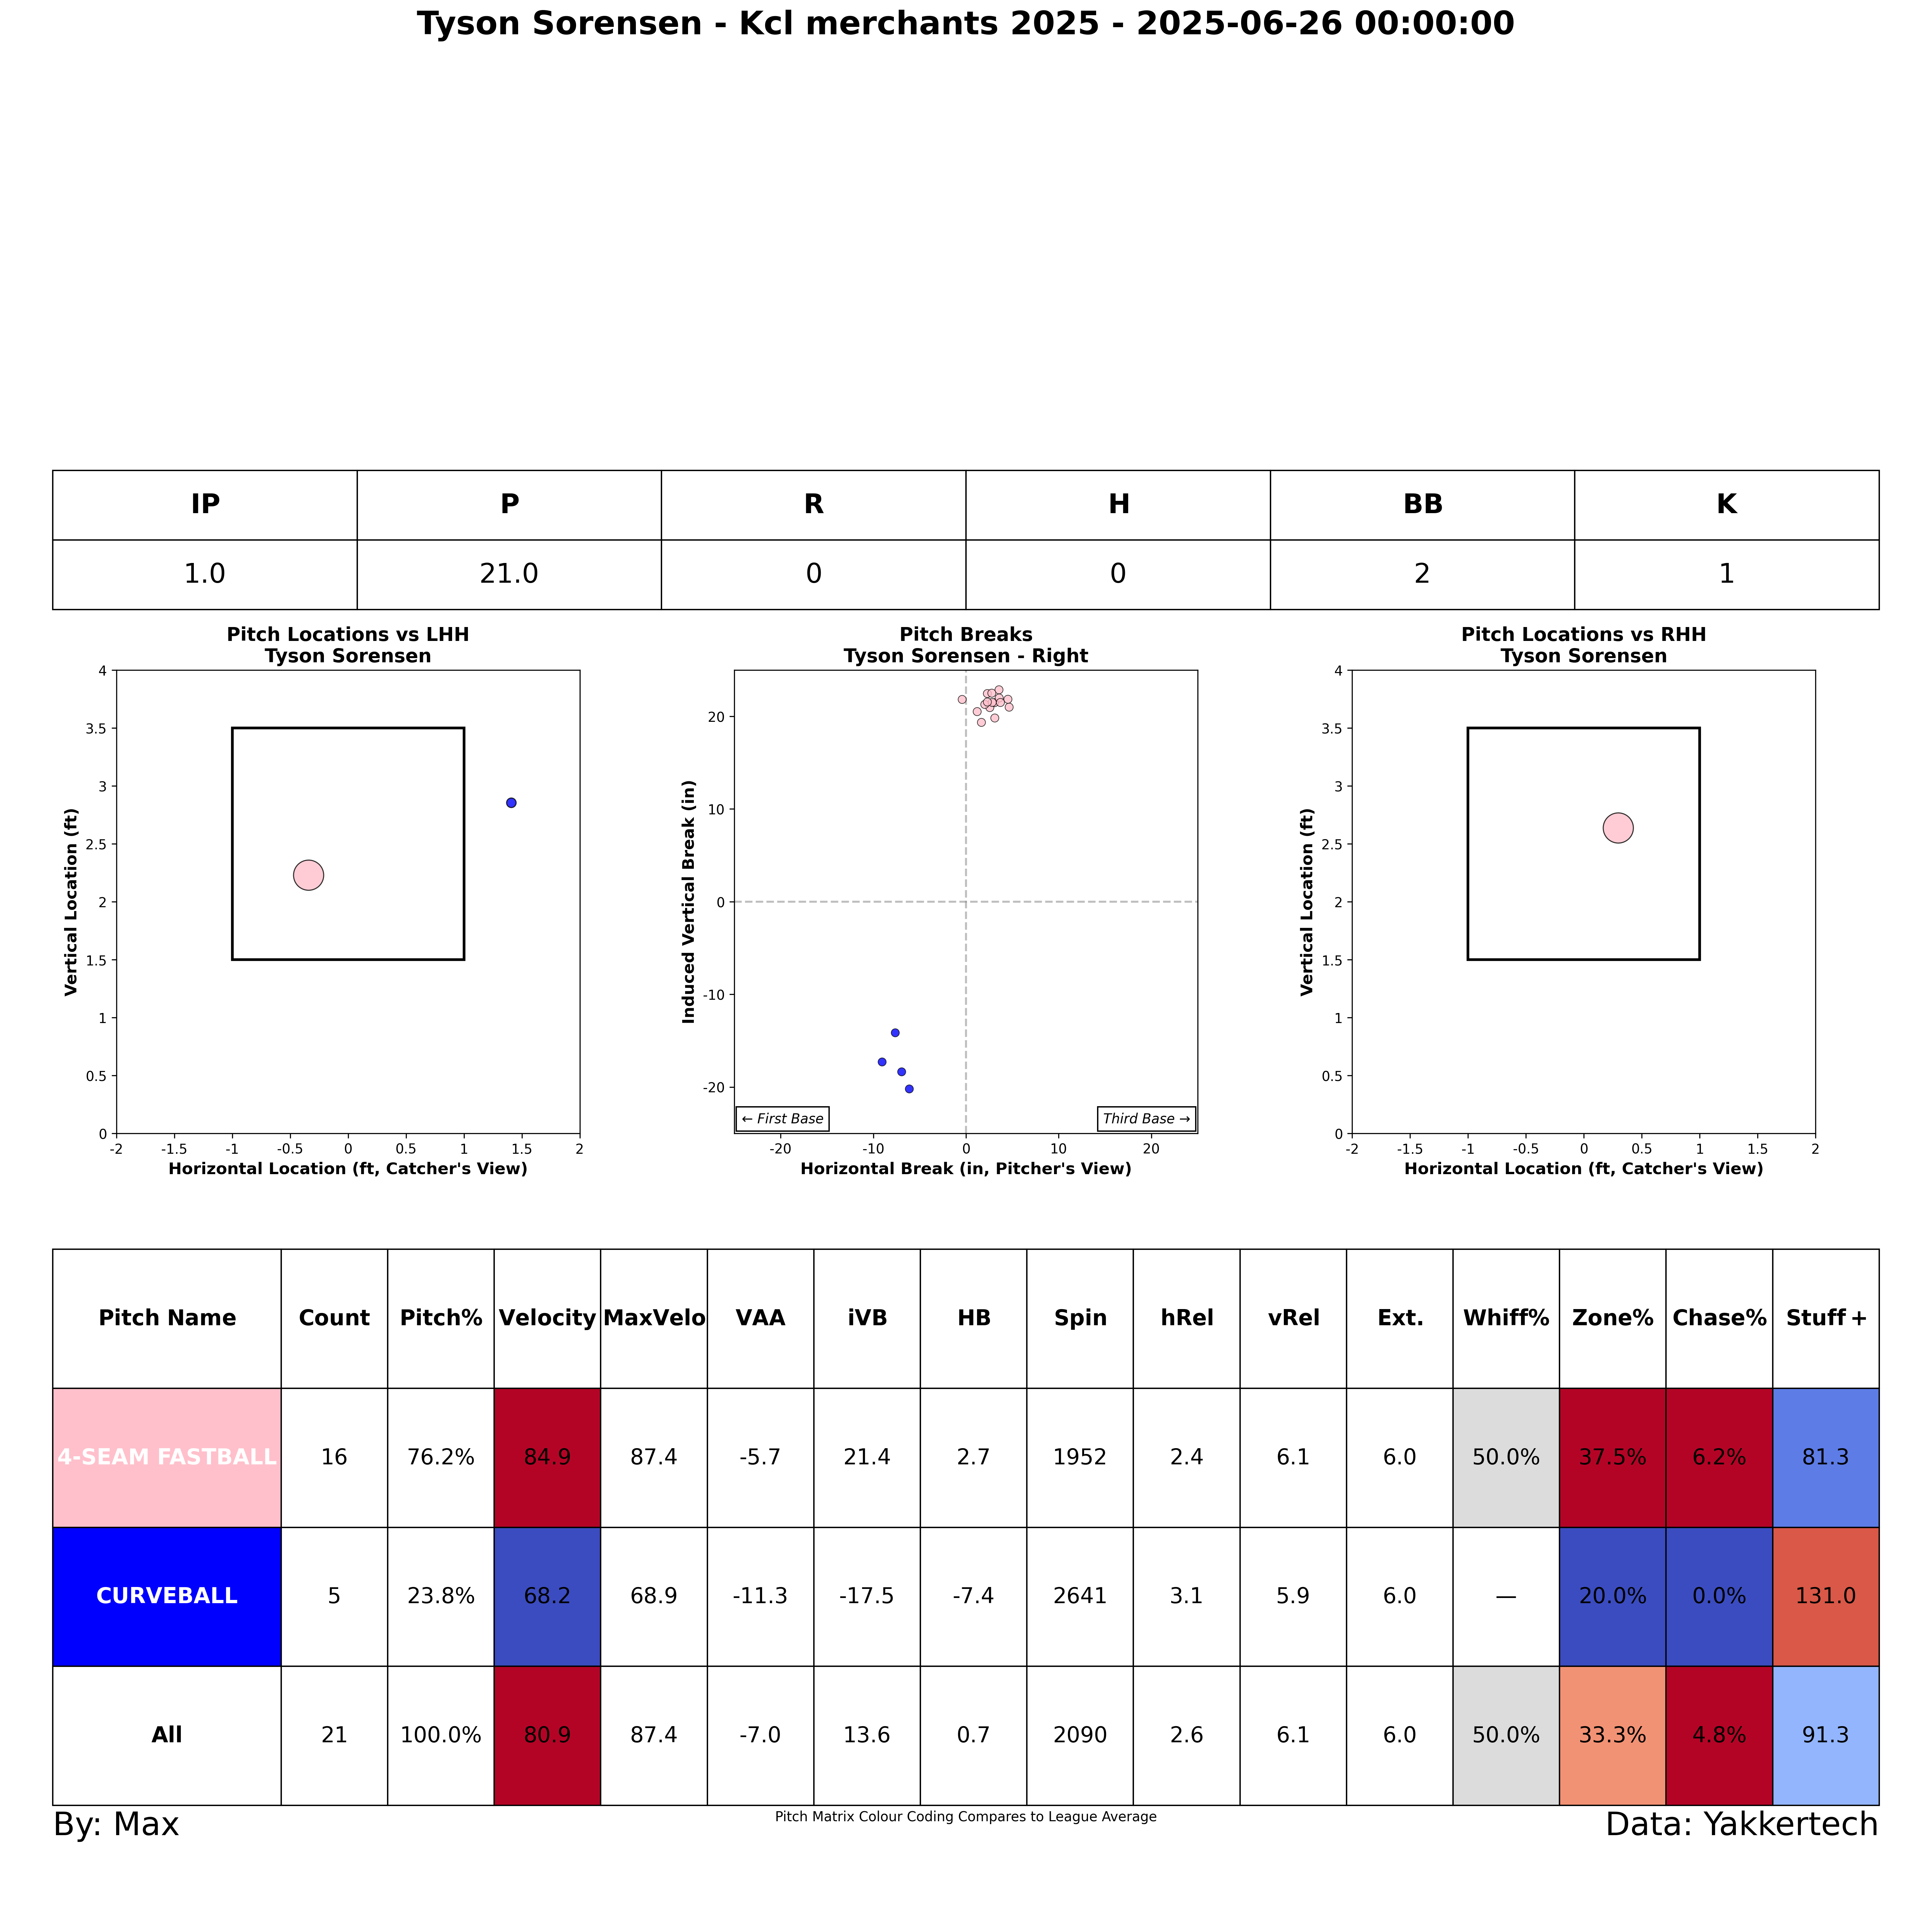 Tyson Sorensen - Kcl merchants 2025 - 2025-06-26 00:00:00
IP P R H BB K
1.0 21.0 0 0 2 1
Pitch Locations vs LHH
Tyson Sorensen
4
3.5
3
2.5
2
1.5
1
0.5
0
Vertical Location (ft)
-2 -1.5 -1 -0.5 0 0.5 1 1.5 2
Horizontal Location (ft, Catcher's View)
Pitch Breaks
Tyson Sorensen - Right
20
10
0
-10
-20
Induced Vertical Break (in)
← First Base
Third Base →
-20 -10 0 10 20
Horizontal Break (in, Pitcher's View)
Pitch Locations vs RHH
Tyson Sorensen
4
3.5
3
2.5
2
1.5
1
0.5
0
Vertical Location (ft)
-2 -1.5 -1 -0.5 0 0.5 1 1.5 2
Horizontal Location (ft, Catcher's View)
Pitch Name Count Pitch% Velocity MaxVelo VAA iVB HB Spin hRel vRel Ext. Whiff% Zone% Chase% Stuff+
4-SEAM FASTBALL 16 76.2% 84.9 87.4 -5.7 21.4 2.7 1952 2.4 6.1 6.0 50.0% 37.5% 6.2% 81.3
CURVEBALL 5 23.8% 68.2 68.9 -11.3 -17.5 -7.4 2641 3.1 5.9 6.0 — 20.0% 0.0% 131.0
All 21 100.0% 80.9 87.4 -7.0 13.6 0.7 2090 2.6 6.1 6.0 50.0% 33.3% 4.8% 91.3
By: Max
Pitch Matrix Colour Coding Compares to League Average
Data: Yakkertech